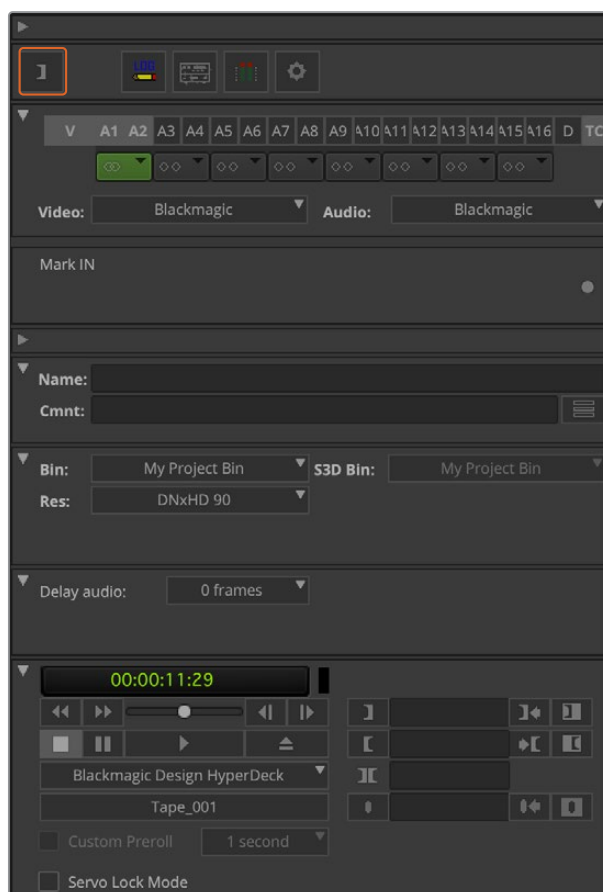 LOG
V A1 A2 A3 A4 A5 A6 A7 A8 A9 A10 A11 A12 A13 A14 A15 A16 D TC
Video: Blackmagic Audio: Blackmagic
Mark IN
Name:
Cmnt:
Bin: My Project Bin S3D Bin: My Project Bin
Res: DNxHD 90
Delay audio: 0 frames
00:00:11:29
Blackmagic Design HyperDeck
Tape_001
Custom Preroll 1 second
Servo Lock Mode